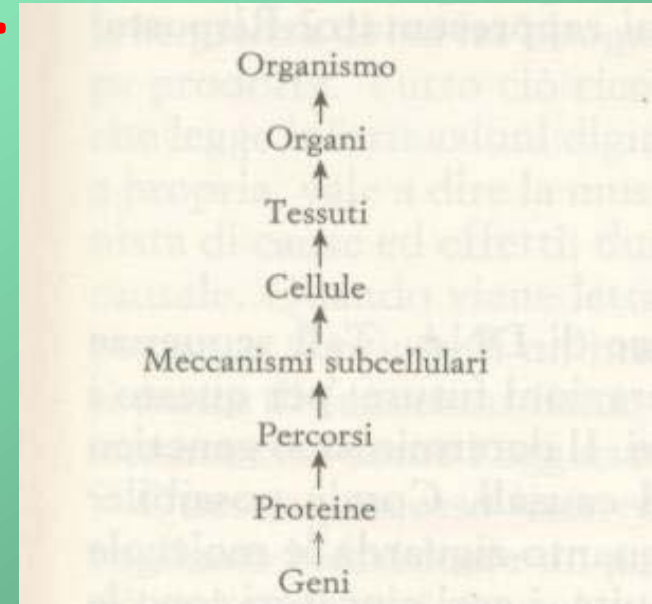 Organismo
Organi
Tessuti
Cellule
Meccanismi subcellulari
Percorsi
Proteine
Geni